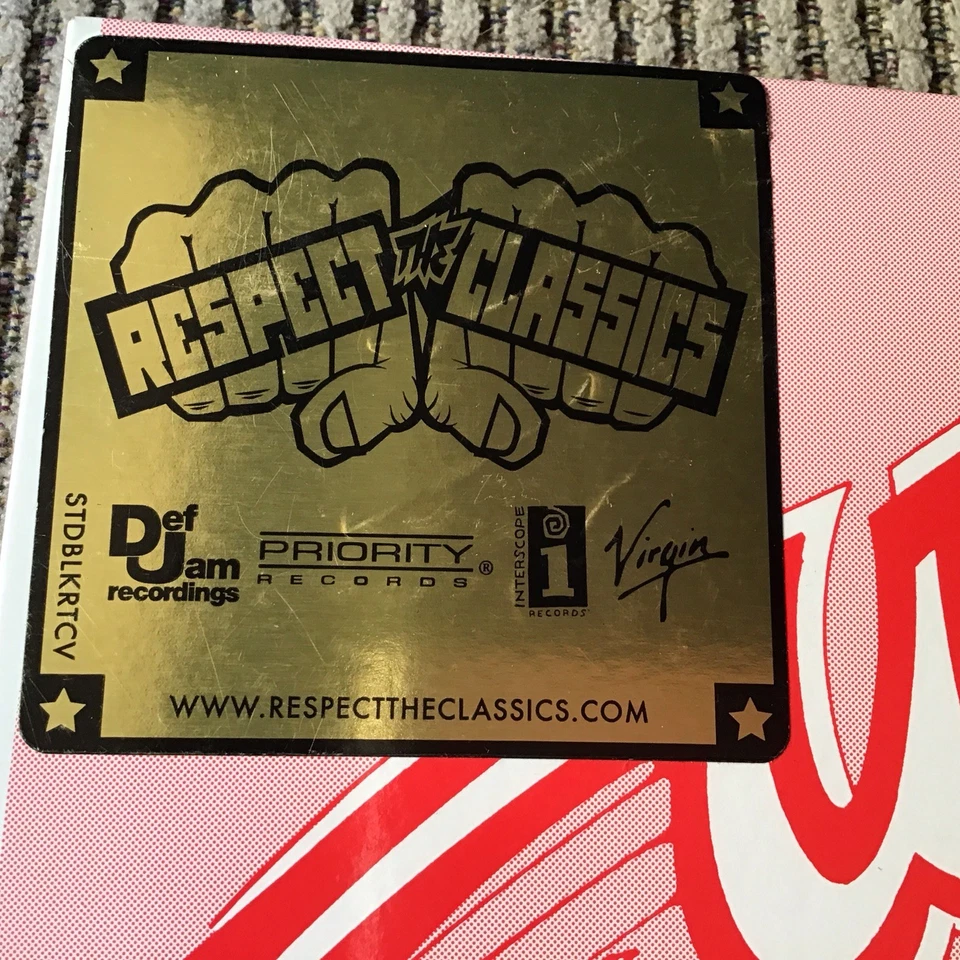 RESPECT THE CLASSICS
STDBLKRTCV
Def Jam
recordings
PRIORITY
RECORDS ®
INTERSCOPE
i
RECORDS
Virgin
WWW.RESPECTTHECLASSICS.COM